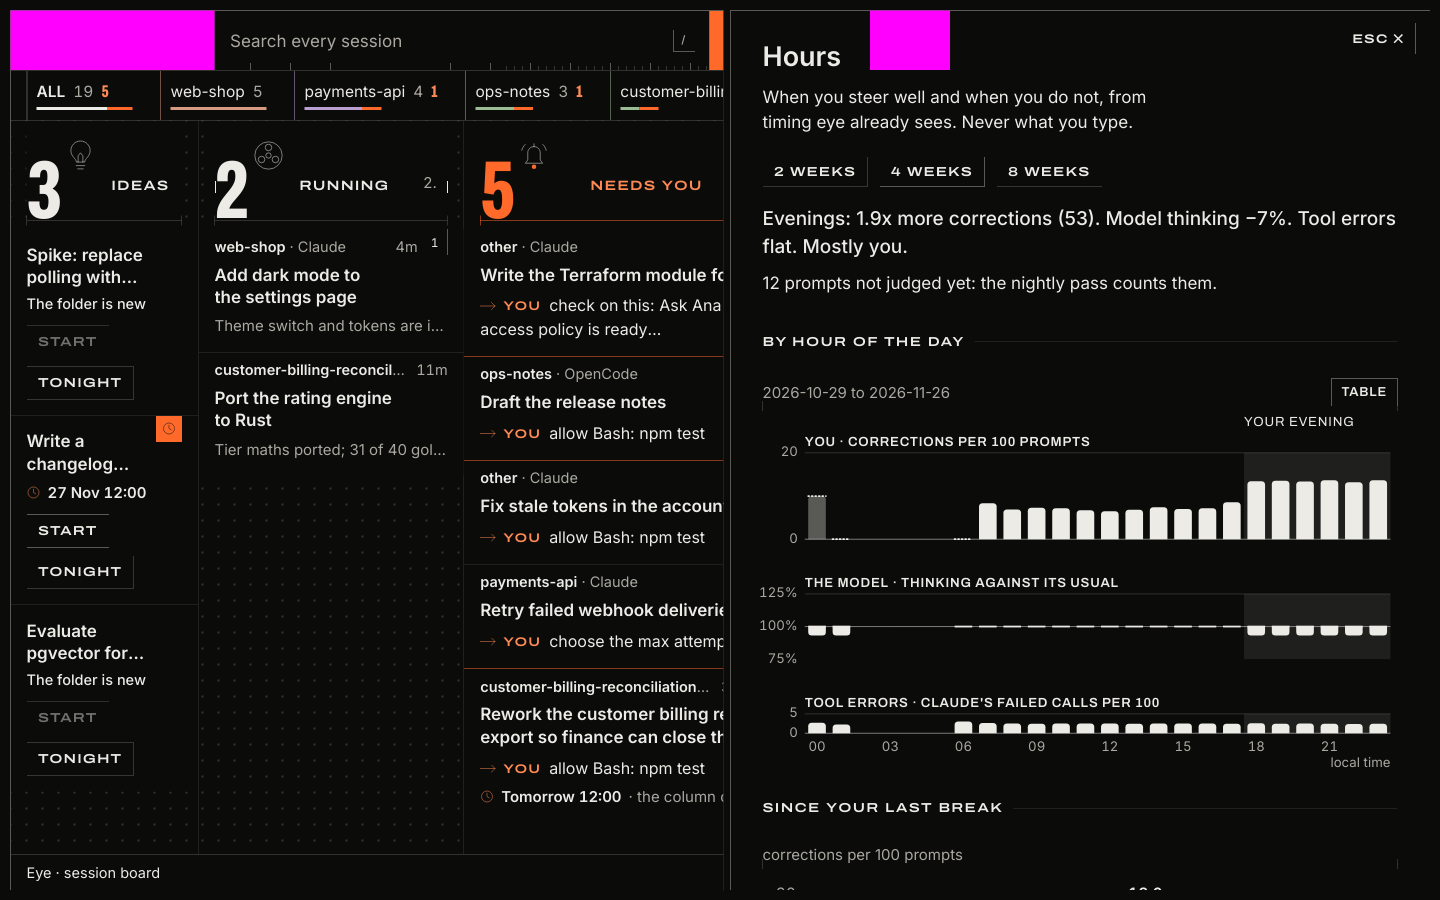 Search every session
/
ALL 19 5
web-shop 5
payments-api 4 1
ops-notes 3 1
customer-billin
3 IDEAS
Spike: replace
polling with...
The folder is new
START
TONIGHT
Write a
changelog...
27 Nov 12:00
START
TONIGHT
Evaluate
pgvector for...
The folder is new
START
TONIGHT
2 RUNNING 2.
web-shop · Claude 4m 1
Add dark mode to
the settings page
Theme switch and tokens are i...
customer-billing-reconcil... 11m
Port the rating engine
to Rust
Tier maths ported; 31 of 40 gol...
5 NEEDS YOU
other · Claude
Write the Terraform module fo
→ YOU check on this: Ask Ana
access policy is ready...
ops-notes · OpenCode
Draft the release notes
→ YOU allow Bash: npm test
other · Claude
Fix stale tokens in the accoun
→ YOU allow Bash: npm test
payments-api · Claude
Retry failed webhook deliverie
→ YOU choose the max attemp
customer-billing-reconciliation...
Rework the customer billing re
export so finance can close th
→ YOU allow Bash: npm test
Tomorrow 12:00 · the column
Eye · session board
Hours
ESC ×
When you steer well and when you do not, from
timing eye already sees. Never what you type.
2 WEEKS 4 WEEKS 8 WEEKS
Evenings: 1.9x more corrections (53). Model thinking −7%. Tool errors
flat. Mostly you.
12 prompts not judged yet: the nightly pass counts them.
BY HOUR OF THE DAY
2026-10-29 to 2026-11-26
TABLE
YOUR EVENING
YOU · CORRECTIONS PER 100 PROMPTS
20
0
THE MODEL · THINKING AGAINST ITS USUAL
125%
100%
75%
TOOL ERRORS · CLAUDE'S FAILED CALLS PER 100
5
0
00 03 06 09 12 15 18 21
local time
SINCE YOUR LAST BREAK
corrections per 100 prompts